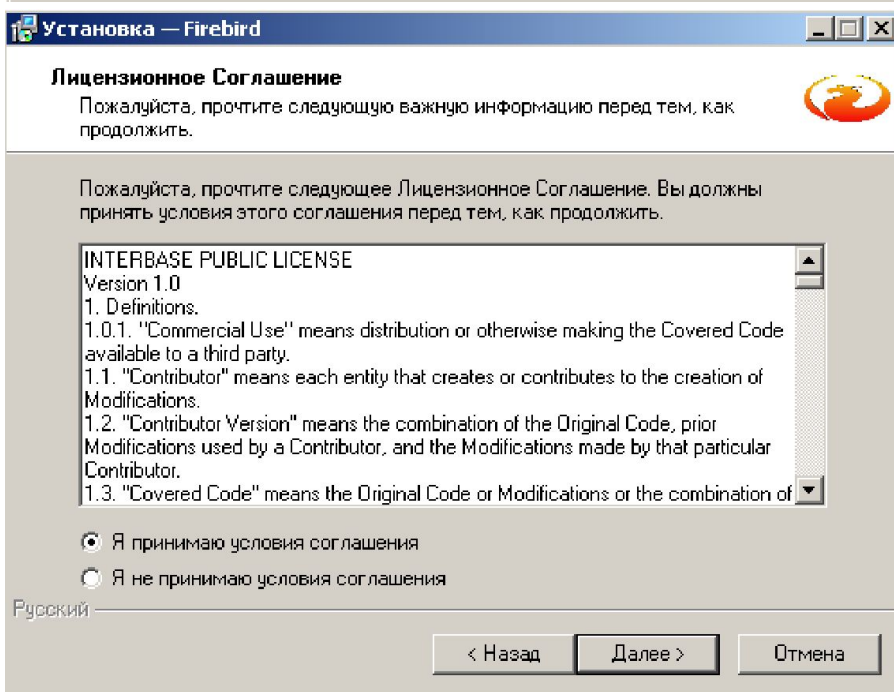 Установка — Firebird
Лицензионное Соглашение
Пожалуйста, прочтите следующую важную информацию перед тем, как
продолжить.
Пожалуйста, прочтите следующее Лицензионное Соглашение. Вы должны
принять условия этого соглашения перед тем, как продолжить.
INTERBASE PUBLIC LICENSE
Version 1.0
1. Definitions.
1.0.1. "Commercial Use" means distribution or otherwise making the Covered Code
available to a third party.
1.1. "Contributor" means each entity that creates or contributes to the creation of
Modifications.
1.2. "Contributor Version" means the combination of the Original Code, prior
Modifications used by a Contributor, and the Modifications made by that particular
Contributor.
1.3. "Covered Code" means the Original Code or Modifications or the combination of
Я принимаю условия соглашения
Я не принимаю условия соглашения
Русский
< Назад Далее > Отмена